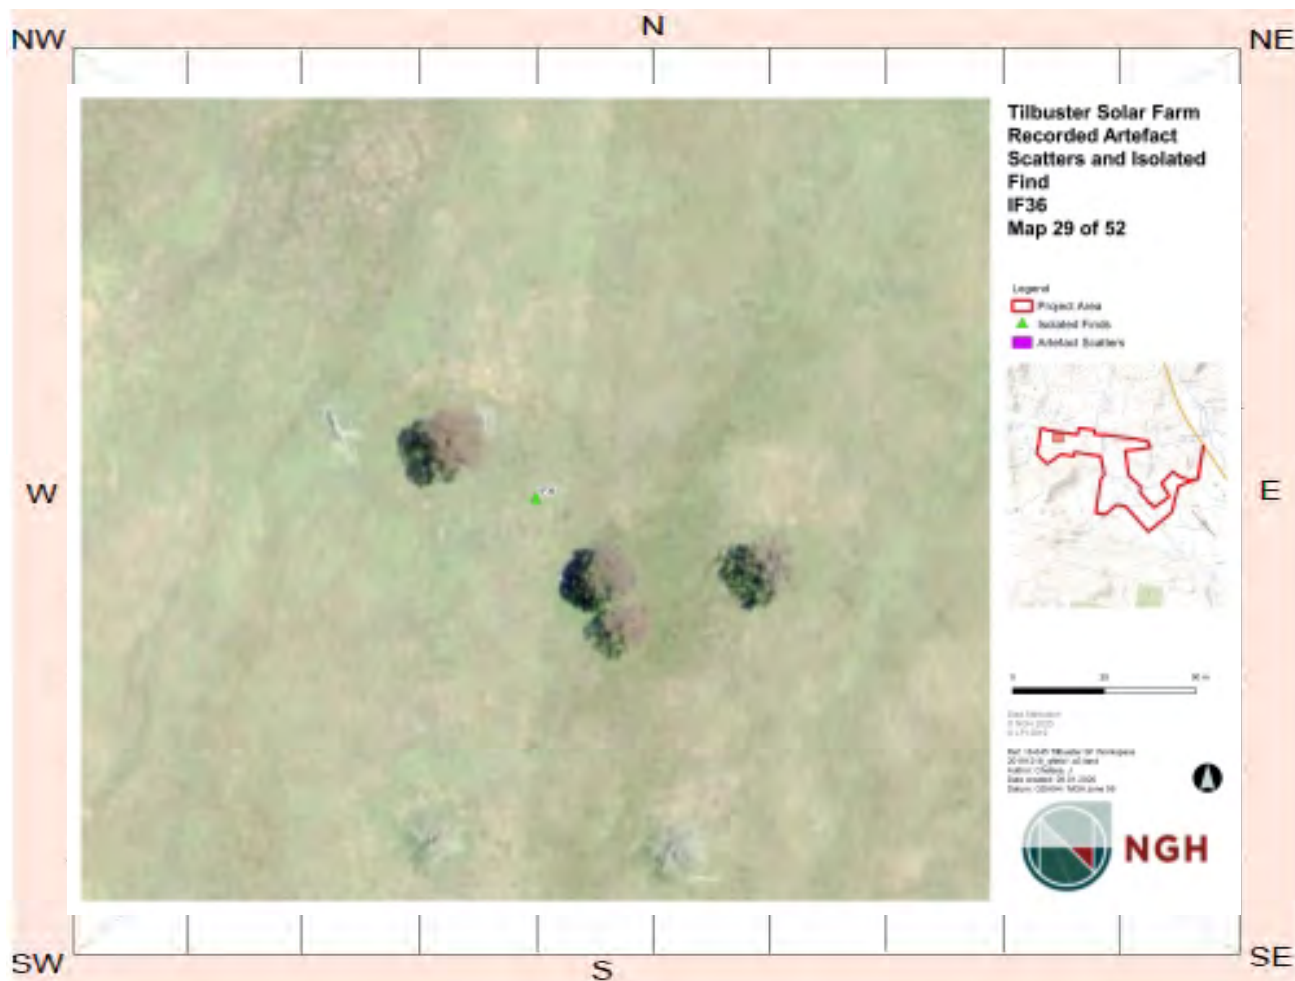 N
NW
NE
Tilbuster Solar Farm
Recorded Artefact
Scatters and Isolated
Find
IF36
Map 29 of 52
Legend
Project Area
Isolated Finds
Artefact Scatters
W
E
0
NGH
SW
S
SE